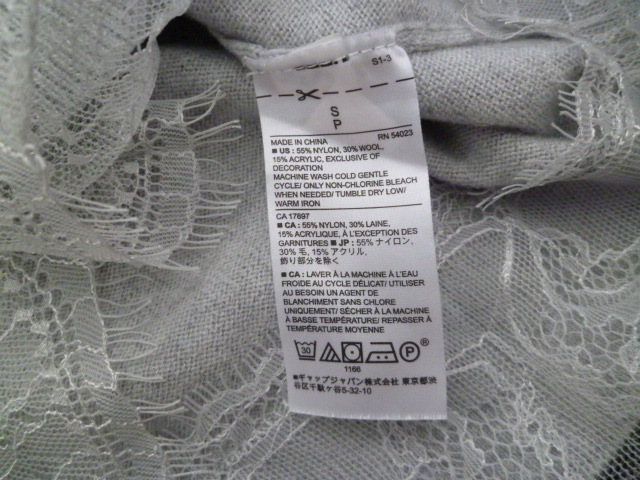 S1-3
S
P
MADE IN CHINA RN 54023
■ US : 55% NYLON, 30% WOOL,
15% ACRYLIC, EXCLUSIVE OF
DECORATION
MACHINE WASH COLD GENTLE
CYCLE/ ONLY NON-CHLORINE BLEACH
WHEN NEEDED/ TUMBLE DRY LOW/
WARM IRON
CA 17897
■ CA : 55% NYLON, 30% LAINE,
15% ACRYLIQUE, À L'EXCEPTION DES
GARNITURES ■ JP : 55% ナイロン,
30% 毛, 15% アクリル,
飾り部分を除く
■ CA : LAVER À LA MACHINE À L'EAU
FROIDE AU CYCLE DÉLICAT/ UTILISER
AU BESOIN UN AGENT DE
BLANCHIMENT SANS CHLORE
UNIQUEMENT/ SÉCHER À LA MACHINE
À BASSE TEMPÉRATURE/ REPASSER À
TEMPÉRATURE MOYENNE
30 P
1166
■ギャップジャパン株式会社 東京都渋
谷区千駄ヶ谷5-32-10